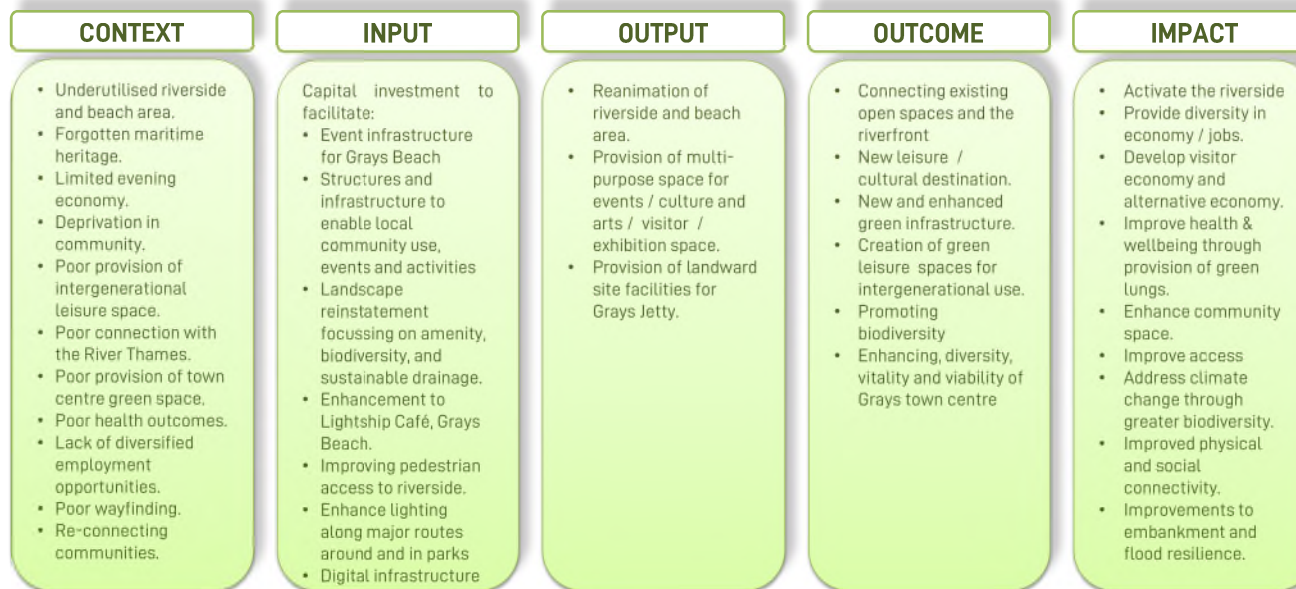 CONTEXT
• Underutilised riverside
and beach area.
• Forgotten maritime
heritage.
• Limited evening
economy.
• Deprivation in
community.
• Poor provision of
intergenerational
leisure space.
• Poor connection with
the River Thames.
• Poor provision of town
centre green space.
• Poor health outcomes.
• Lack of diversified
employment
opportunities.
• Poor wayfinding.
• Re-connecting
communities.
INPUT
Capital investment to
facilitate:
• Event infrastructure
for Grays Beach
• Structures and
infrastructure to
enable local
community use,
events and activities
• Landscape
reinstatement
focussing on amenity,
biodiversity, and
sustainable drainage.
• Enhancement to
Lightship Café, Grays
Beach.
• Improving pedestrian
access to riverside.
• Enhance lighting
along major routes
around and in parks
• Digital infrastructure
OUTPUT
• Reanimation of
riverside and beach
area.
• Provision of multi-
purpose space for
events / culture and
arts / visitor /
exhibition space.
• Provision of landward
site facilities for
Grays Jetty.
OUTCOME
• Connecting existing
open spaces and the
riverfront
• New leisure /
cultural destination.
• New and enhanced
green infrastructure.
• Creation of green
leisure spaces for
intergenerational use.
• Promoting
biodiversity
• Enhancing, diversity,
vitality and viability of
Grays town centre
IMPACT
• Activate the riverside
• Provide diversity in
economy / jobs.
• Develop visitor
economy and
alternative economy.
• Improve health &
wellbeing through
provision of green
lungs.
• Enhance community
space.
• Improve access
• Address climate
change through
greater biodiversity.
• Improved physical
and social
connectivity.
• Improvements to
embankment and
flood resilience.